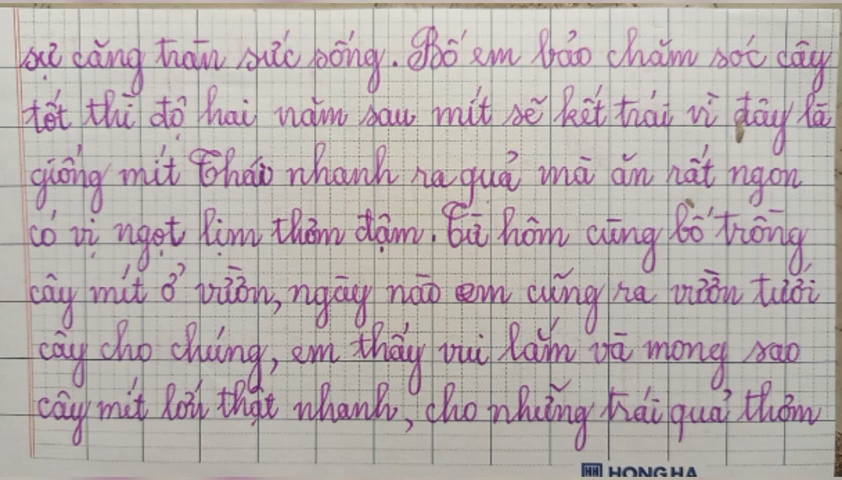 sự căng tràn sức sống. Bố em bảo chăm sóc cây
tốt thì độ hai năm sau mít sẽ kết trái vì đây là
giống mít Thái nhanh ra quả mà ăn rất ngon
có vị ngọt lịm thơm đậm. Từ hôm cùng bố trồng
cây mít ở vườn, ngày nào em cũng ra vườn tưới
cây cho chúng, em thấy vui lắm và mong sao
cây mít lớn thật nhanh, cho những trái quả thơm
HH HONG HA